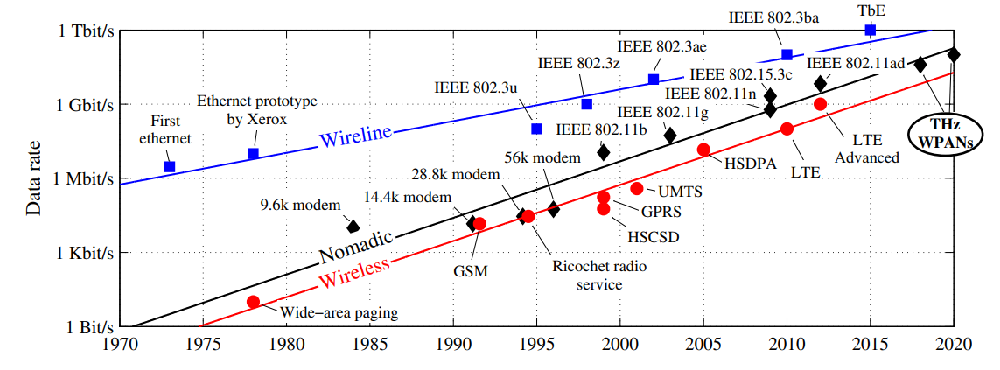 TbE
IEEE 802.3ba
1 Tbit/s
IEEE 802.3ae
IEEE 802.3z
IEEE 802.11ad
IEEE 802.15.3c
IEEE 802.3u
IEEE 802.11n
Ethernet prototype
by Xerox
1 Gbit/s
IEEE 802.11g
First
ethernet
Wireline
IEEE 802.11b
THz
WPANs
LTE
Advanced
56k modem
HSDPA
LTE
28.8k modem
1 Mbit/s
14.4k modem
UMTS
9.6k modem
GPRS
HSCSD
Nomadic
1 Kbit/s
Wireless
GSM
Ricochet radio
service
Wide−area paging
1 Bit/s
Data rate
1970 1975 1980 1985 1990 1995 2000 2005 2010 2015 2020